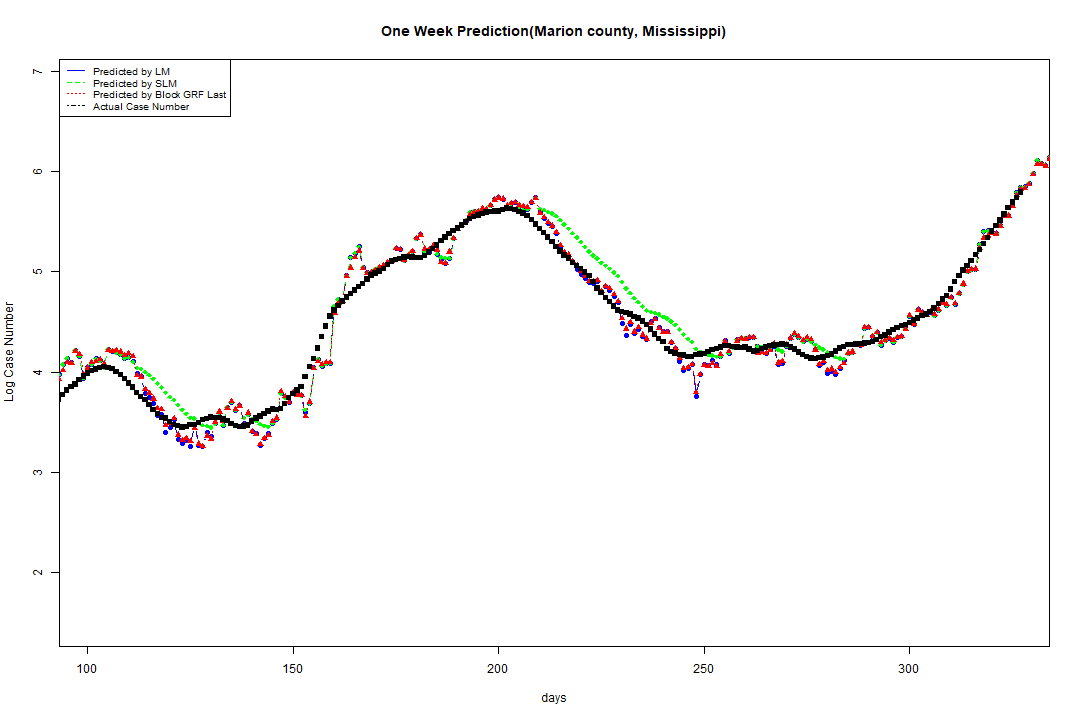 One Week Prediction(Marion county, Mississippi)
Predicted by LM
Predicted by SLM
Predicted by Block GRF Last
Actual Case Number
7
6
5
4
3
2
Log Case Number
100 150 200 250 300
days